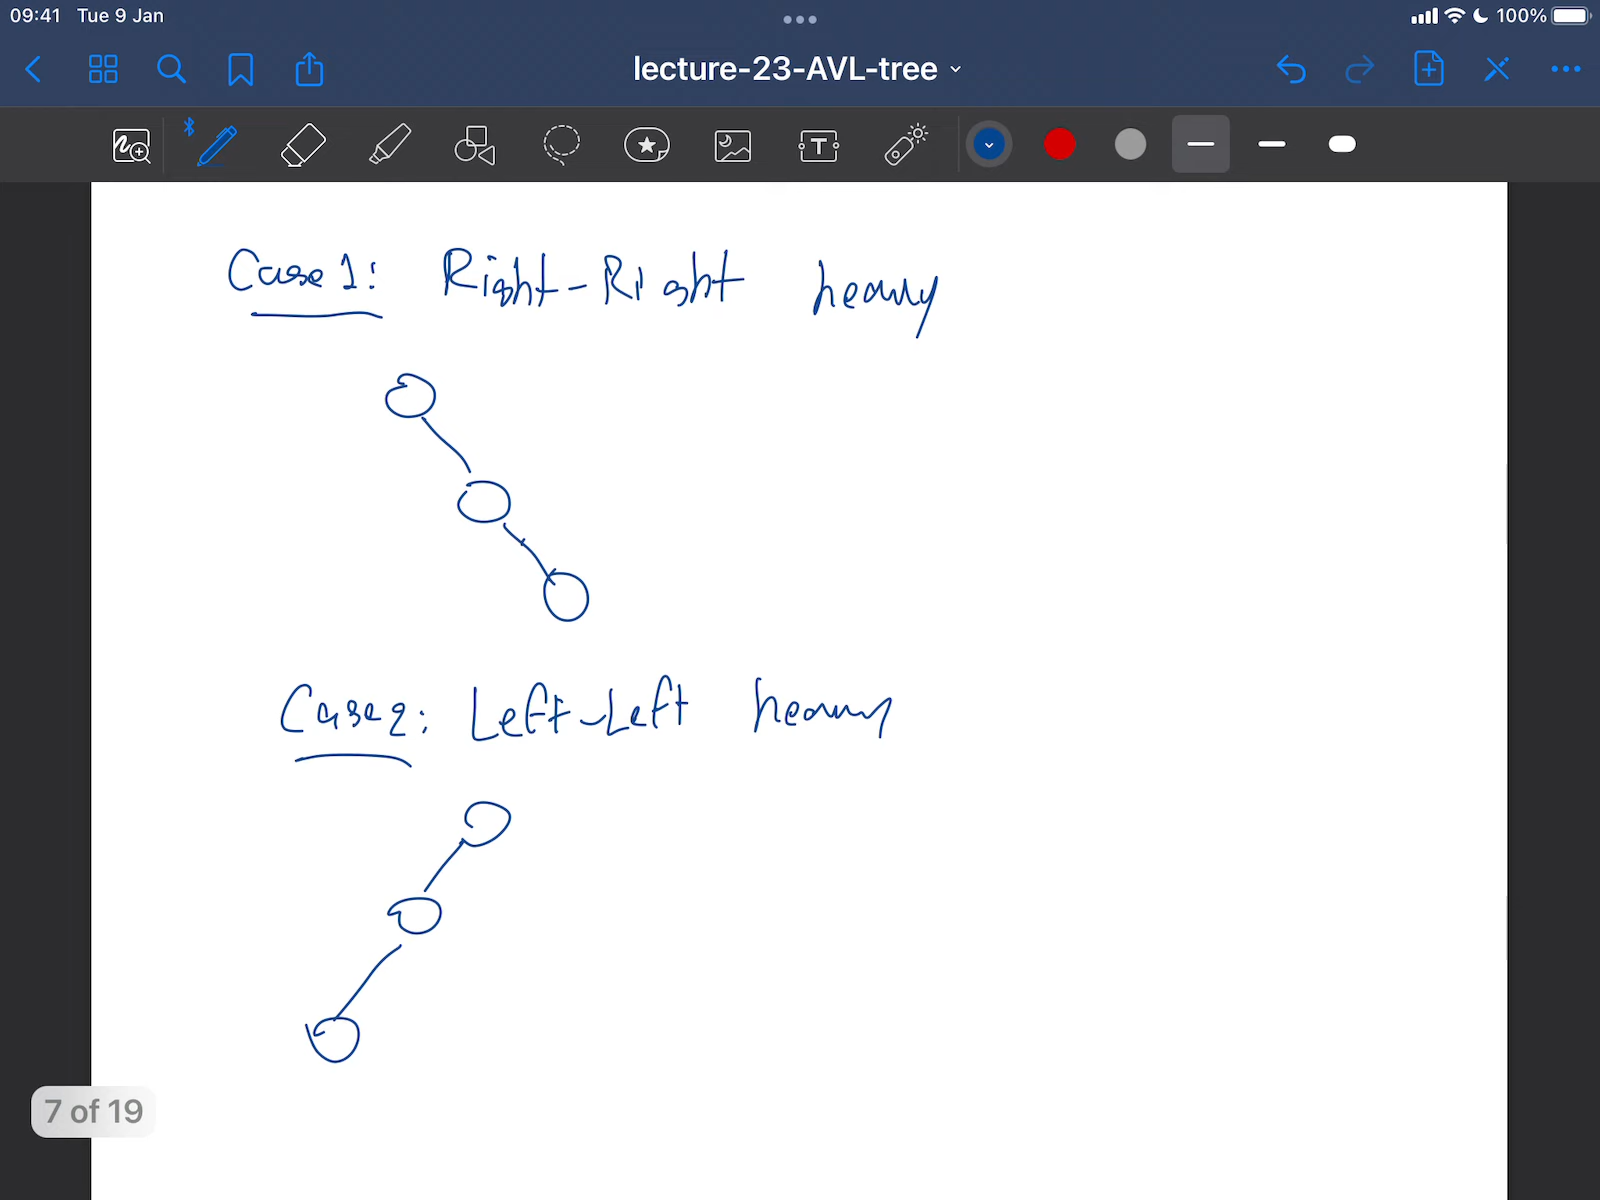 09:41 Tue 9 Jan
100%
lecture-23-AVL-tree
T
Case 1: Right-Right heavy
Case 2: Left-Left heavy
7 of 19